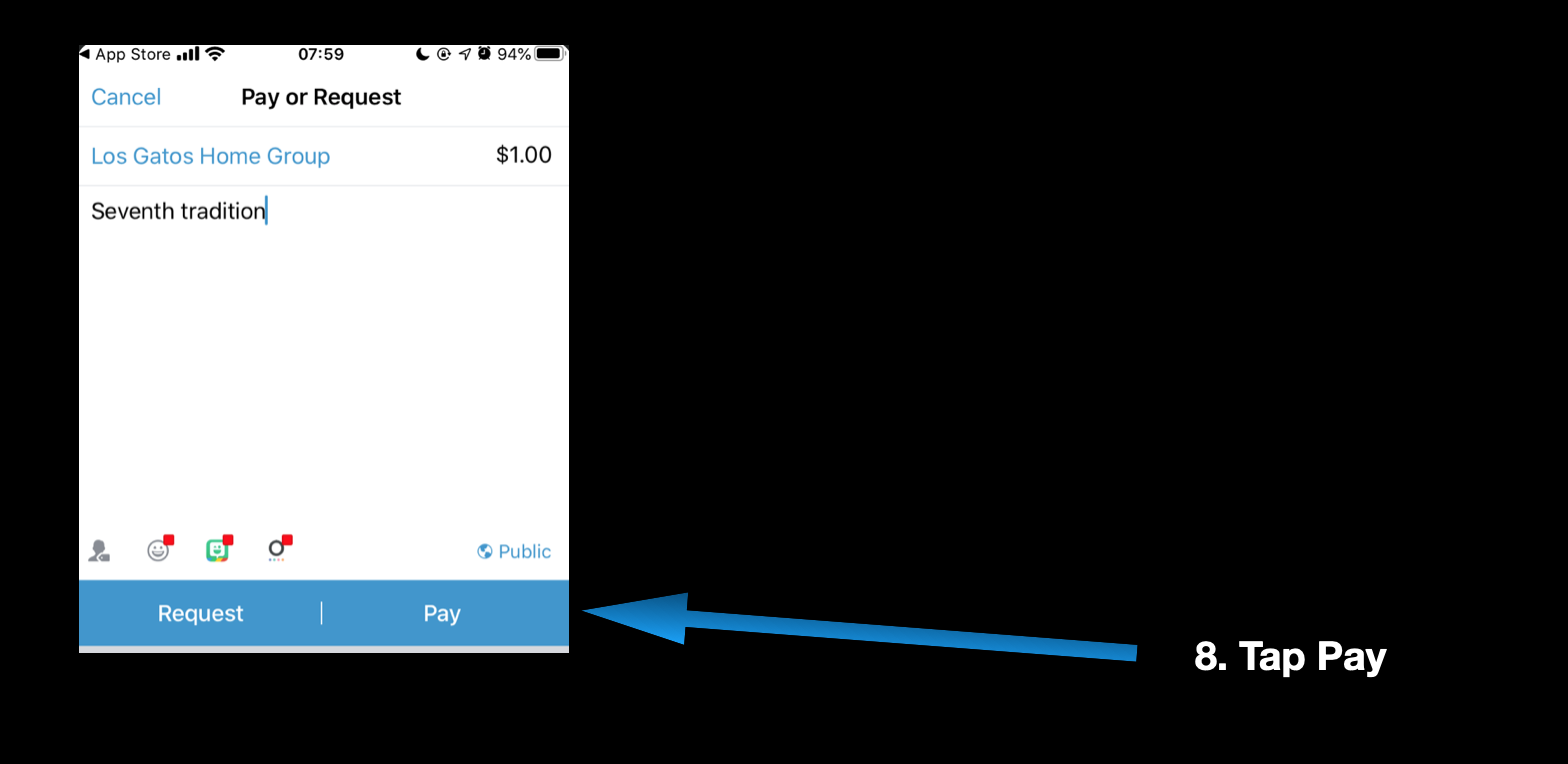 App Store 07:59 94%
Cancel Pay or Request
Los Gatos Home Group $1.00
Seventh tradition
Public
Request | Pay
8. Tap Pay